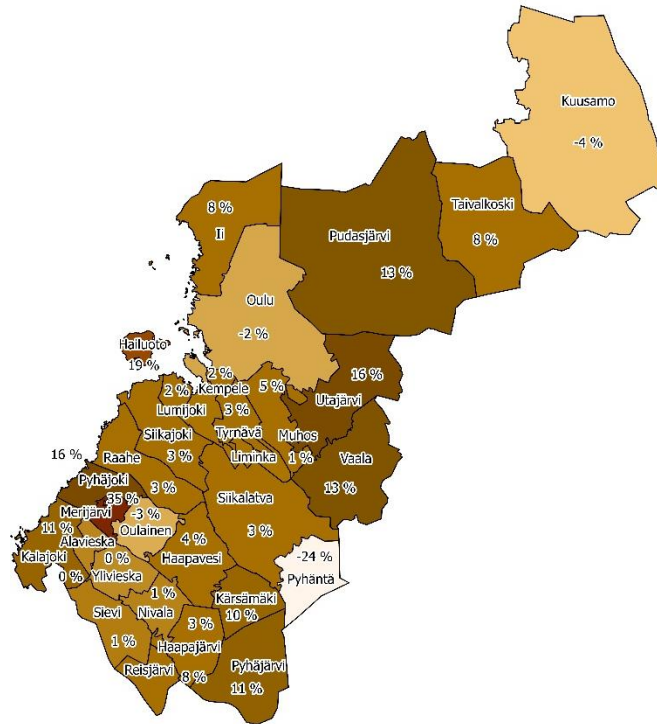 Kuusamo
-4 %
Taivalkoski
8 %
8 %
Ii
Pudasjärvi
13 %
Oulu
-2 %
Hailuoto
19 %
2 %
Kempele
5 %
16 %
Utajärvi
2 %
Lumijoki
3 %
Tyrnävä
Muhos
1 %
Siikajoki
3 %
Liminka
Vaala
13 %
16 %
Raahe
3 %
Pyhäjoki
35 %
Merijärvi
-3 %
Oulainen
Siikalatva
3 %
11 %
Alavieska
Kalajoki
0 %
0 %
Ylivieska
4 %
Haapavesi
-24 %
Pyhäntä
Kärsämäki
10 %
Sievi
1 %
1 %
Nivala
3 %
Haapajärvi
Reisjärvi
8 %
Pyhäjärvi
11 %